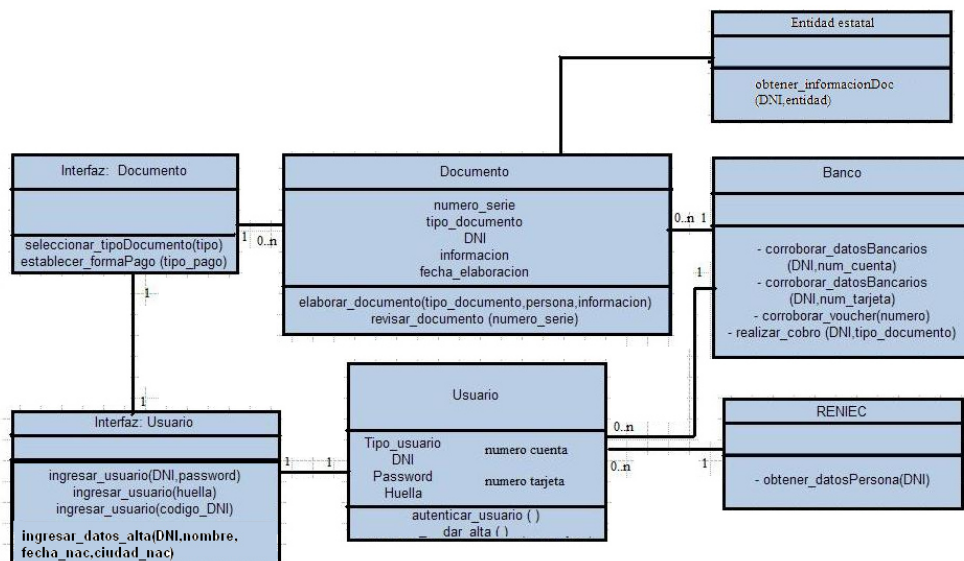 Entidad estatal
obtener_informacionDoc
(DNI,entidad)
Interfaz: Documento
seleccionar_tipoDocumento(tipo)
establecer_formaPago (tipo_pago)
1
0..n
Documento
numero_serie
tipo_documento
DNI
informacion
fecha_elaboracion
elaborar_documento(tipo_documento,persona,informacion)
revisar_documento (numero_serie)
0..n 1
Banco
- corroborar_datosBancarios
(DNI,num_cuenta)
- corroborar_datosBancarios
(DNI,num_tarjeta)
- corroborar_voucher(numero)
- realizar_cobro (DNI,tipo_documento)
1
1
1
Interfaz: Usuario
ingresar_usuario(DNI,password)
ingresar_usuario(huella)
ingresar_usuario(codigo_DNI)
ingresar_datos_alta(DNI,nombre,
fecha_nac,ciudad_nac)
1 1
Usuario
Tipo_usuario
DNI
Password
Huella
numero cuenta
numero tarjeta
autenticar_usuario ( )
dar_alta ( )
0..n
0..n
1
RENIEC
- obtener_datosPersona(DNI)